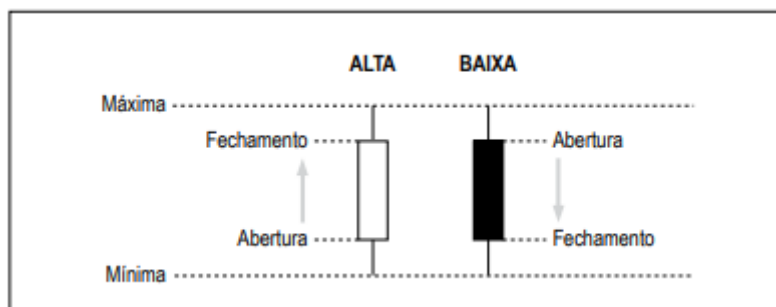 ALTA BAIXA
Máxima
Fechamento Abertura
Abertura Fechamento
Mínima